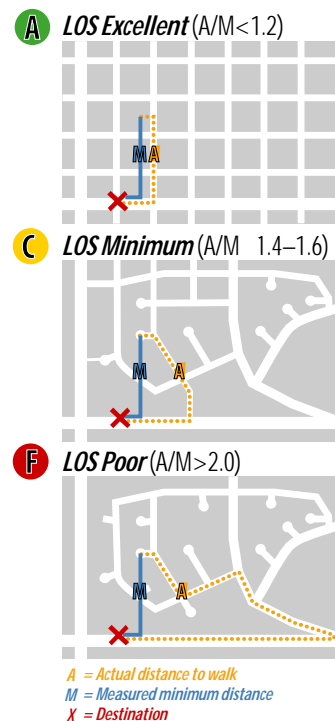 A LOS Excellent (A/M<1.2)
M A
C LOS Minimum (A/M 1.4–1.6)
M A
F LOS Poor (A/M>2.0)
M A
A = Actual distance to walk
M = Measured minimum distance
X = Destination